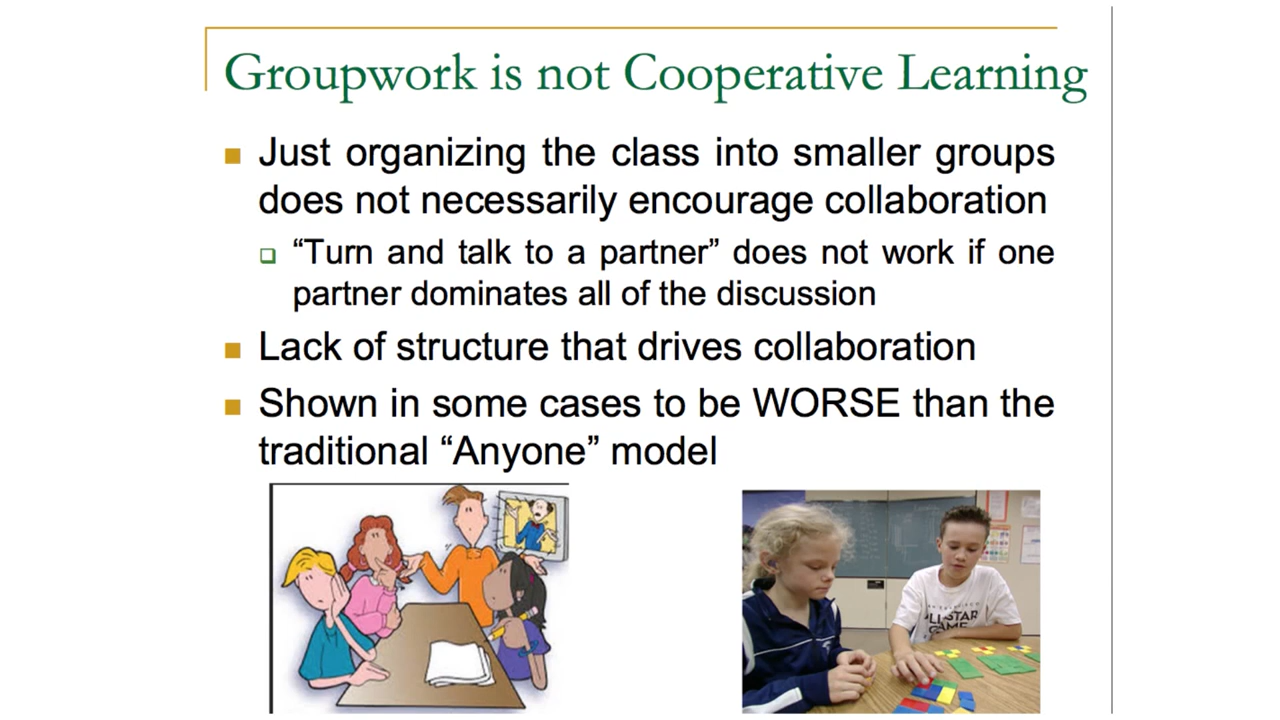 Groupwork is not Cooperative Learning
Just organizing the class into smaller groups
does not necessarily encourage collaboration
“Turn and talk to a partner” does not work if one
partner dominates all of the discussion
Lack of structure that drives collaboration
Shown in some cases to be WORSE than the
traditional “Anyone” model
GAME